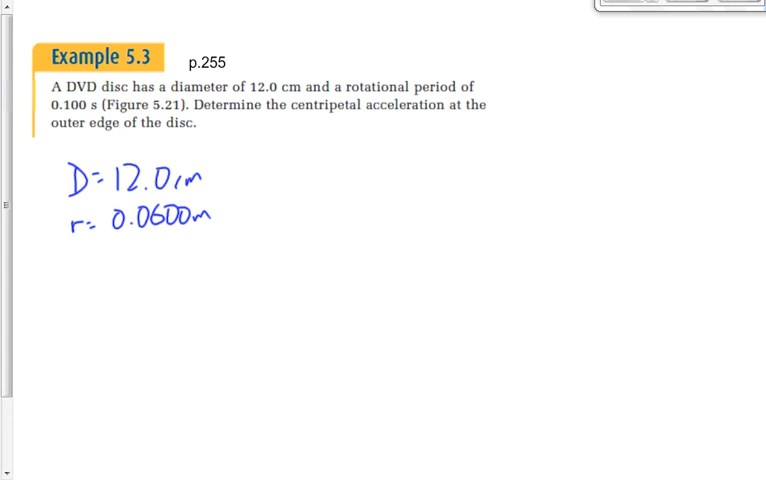 Example 5.3
p.255
A DVD disc has a diameter of 12.0 cm and a rotational period of
0.100 s (Figure 5.21). Determine the centripetal acceleration at the
outer edge of the disc.
D = 12.0cm
r = 0.0600m